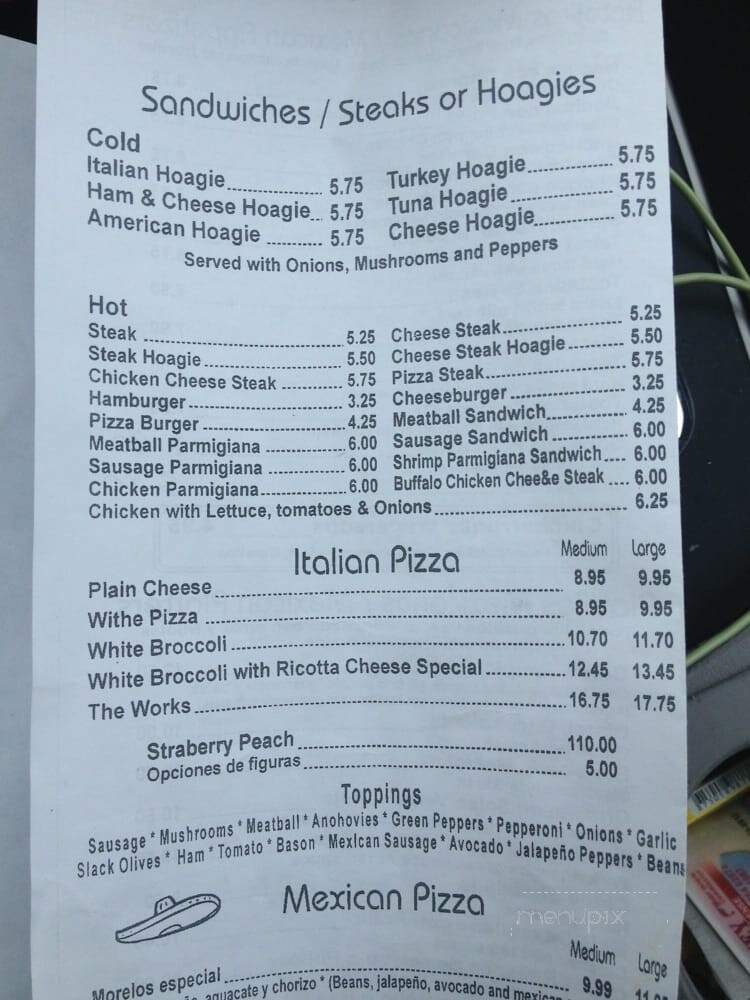 Sandwiches / Steaks or Hoagies
Cold
Italian Hoagie 5.75 Turkey Hoagie 5.75
Ham & Cheese Hoagie 5.75 Tuna Hoagie 5.75
American Hoagie 5.75 Cheese Hoagie 5.75
Served with Onions, Mushrooms and Peppers
Hot
Steak 5.25 Cheese Steak 5.25
Steak Hoagie 5.50 Cheese Steak Hoagie 5.50
Chicken Cheese Steak 5.75 Pizza Steak 5.75
Hamburger 3.25 Cheeseburger 3.25
Pizza Burger 4.25 Meatball Sandwich 4.25
Meatball Parmigiana 6.00 Sausage Sandwich 6.00
Sausage Parmigiana 6.00 Shrimp Parmigiana Sandwich 6.00
Chicken Parmigiana 6.00 Buffalo Chicken Chee&e Steak 6.00
Chicken with Lettuce, tomatoes & Onions 6.25
Italian Pizza Medium Large
Plain Cheese 8.95 9.95
Withe Pizza 8.95 9.95
White Broccoli 10.70 11.70
White Broccoli with Ricotta Cheese Special 12.45 13.45
The Works 16.75 17.75
Straberry Peach 110.00
Opciones de figuras 5.00
Toppings
Sausage * Mushrooms * Meatball * Anohovies * Green Peppers * Pepperoni * Onions * Garlic
Slack Olives * Ham * Tomato * Bason * Mexican Sausage * Avocado * Jalapeño Peppers * Beans
Mexican Pizza
menupix
Medium Large
Morelos especial 9.99
aguacate y chorizo * (Beans, jalapeño, avocado and mexican